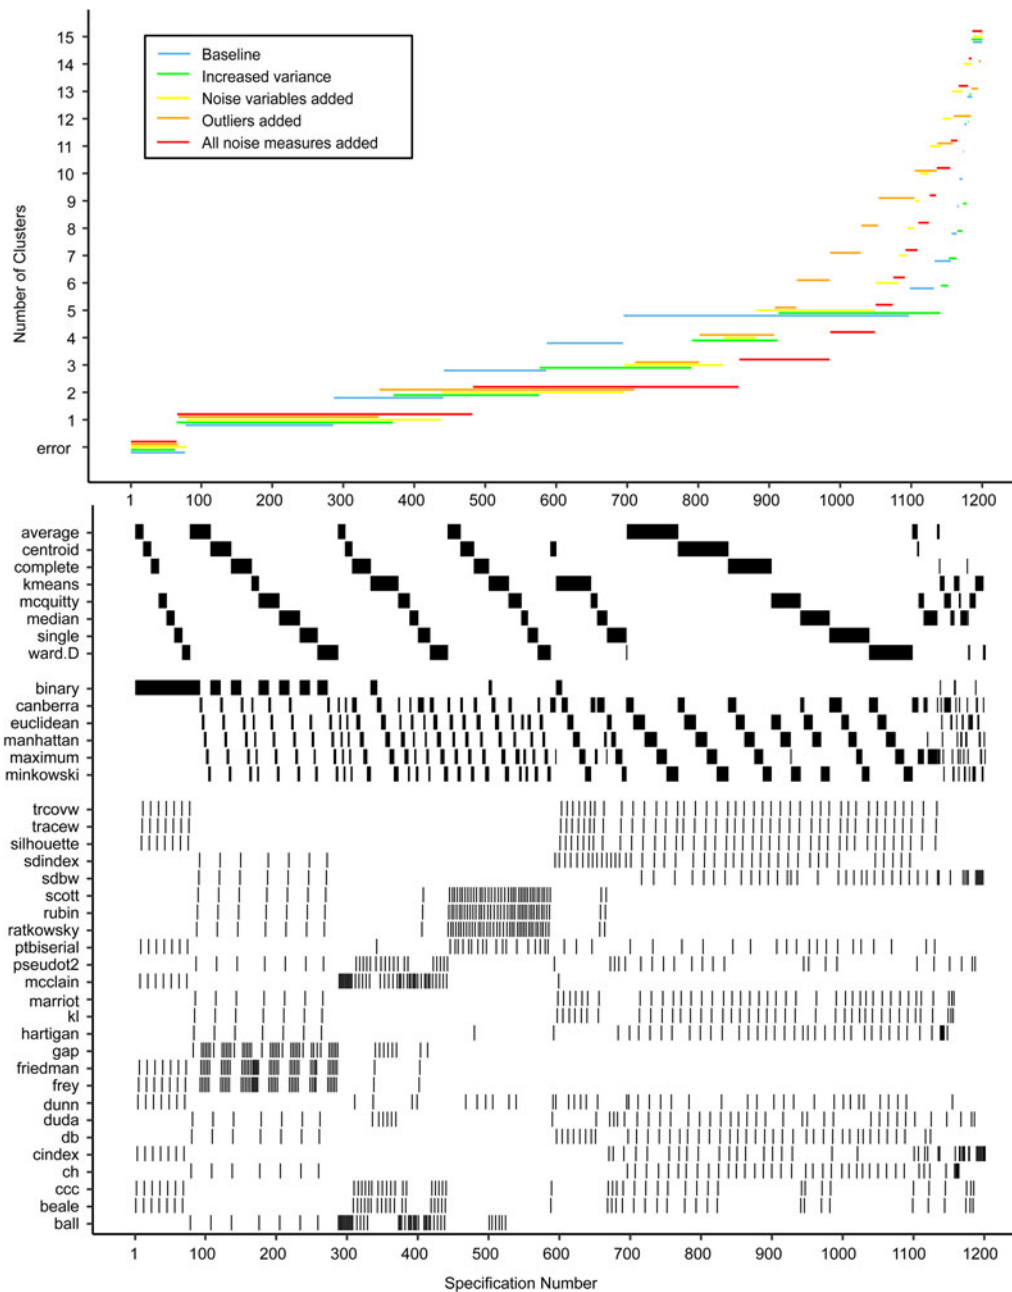 Number of Clusters
15
14
13
12
11
10
9
8
7
6
5
4
3
2
1
error
Baseline
Increased variance
Noise variables added
Outliers added
All noise measures added
1 100 200 300 400 500 600 700 800 900 1000 1100 1200
average
centroid
complete
kmeans
mcquitty
median
single
ward.D
binary
canberra
euclidean
manhattan
maximum
minkowski
trcovw
tracew
silhouette
sdindex
sdbw
scott
rubin
ratkowsky
ptbiserial
pseudot2
mcclain
marriot
kl
hartigan
gap
friedman
frey
dunn
duda
db
cindex
ch
ccc
beale
ball
1 100 200 300 400 500 600 700 800 900 1000 1100 1200
Specification Number